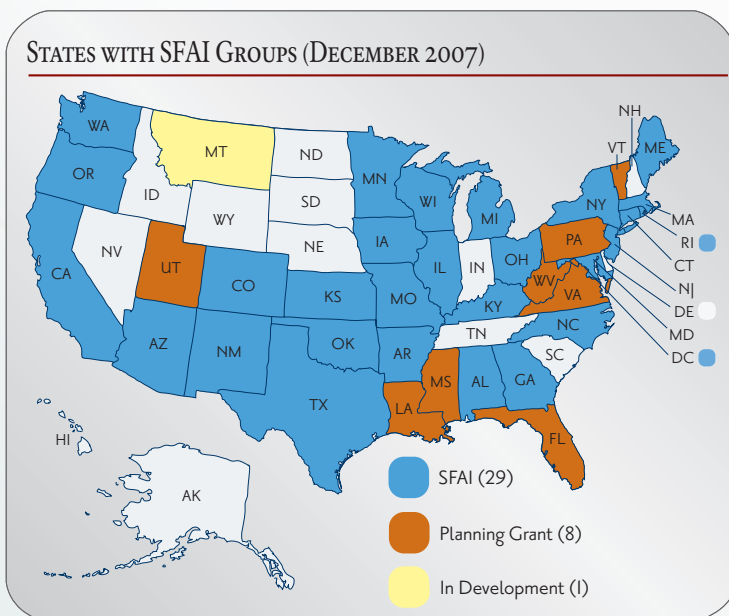 STATES WITH SFAI GROUPS (DECEMBER 2007)
NH
VT
ME
WA
MT
ND
MN
OR
ID
SD
WI
NY
MA
WY
MI
RI
IA
PA
CT
NV
NE
NJ
UT
IL
IN
OH
DE
CA
CO
WV
VA
MD
KS
MO
KY
DC
NC
TN
AZ
NM
OK
AR
SC
MS
AL
GA
TX
LA
FL
HI
AK
SFAI (29)
Planning Grant (8)
In Development (1)